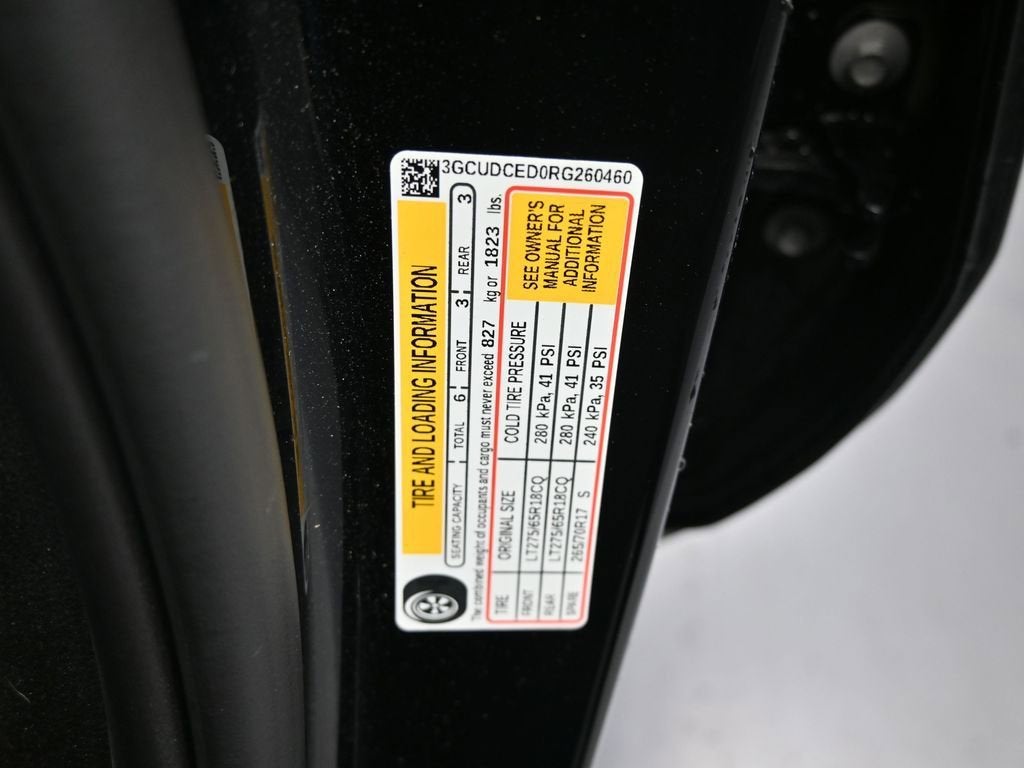 3GCUDCED0RG260460
TIRE AND LOADING INFORMATION
SEATING CAPACITY TOTAL 6 FRONT 3 REAR 3
The combined weight of occupants and cargo must never exceed 827 kg or 1823 lbs.
TIRE ORIGINAL SIZE COLD TIRE PRESSURE
FRONT LT275/65R18CQ 280 kPa, 41 PSI
REAR LT275/65R18CQ 280 kPa, 41 PSI
SPARE 265/70R17 S 240 kPa, 35 PSI
SEE OWNER'S
MANUAL FOR
ADDITIONAL
INFORMATION